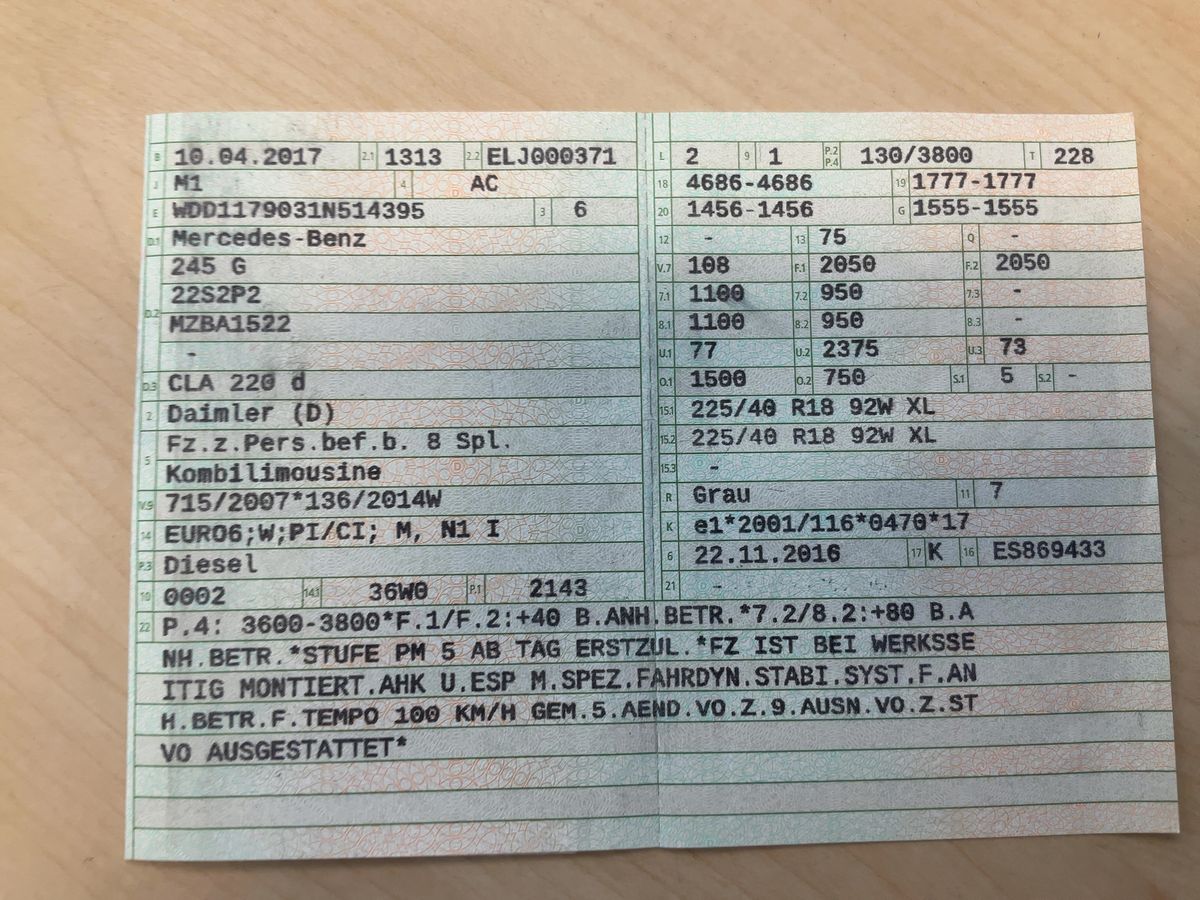 B 10.04.2017 2.1 1313 2.2 ELJ000371
J M1 4 AC
E WDD1179031N514395 3 6
D.1 Mercedes-Benz
245 G
22S2P2
D.2 MZBA1522
-
D.3 CLA 220 d
2 Daimler (D)
Fz.z.Pers.bef.b. 8 Spl.
5 Kombilimousine
V.9 715/2007*136/2014W
14 EURO6;W;PI/CI; M, N1 I
P.3 Diesel
10 0002 14.1 36W0 P.1 2143
L 2 9 1 P.2 P.4 130/3800 T 228
18 4686-4686 19 1777-1777
20 1456-1456 G 1555-1555
12 - 13 75 Q -
V.7 108 F.1 2050 F.2 2050
7.1 1100 7.2 950 7.3 -
8.1 1100 8.2 950 8.3 -
U.1 77 U.2 2375 U.3 73
O.1 1500 O.2 750 S.1 5 S.2 -
15.1 225/40 R18 92W XL
15.2 225/40 R18 92W XL
15.3 -
R Grau 11 7
K e1*2001/116*0470*17
6 22.11.2016 17 K 16 ES869433
21 -
22 P.4: 3600-3800*F.1/F.2:+40 B.ANH.BETR.*7.2/8.2:+80 B.A
NH.BETR.*STUFE PM 5 AB TAG ERSTZUL.*FZ IST BEI WERKSSE
ITIG MONTIERT.AHK U.ESP M.SPEZ.FAHRDYN.STABI.SYST.F.AN
H.BETR.F.TEMPO 100 KM/H GEM.5.AEND.VO.Z.9.AUSN.VO.Z.ST
VO AUSGESTATTET*